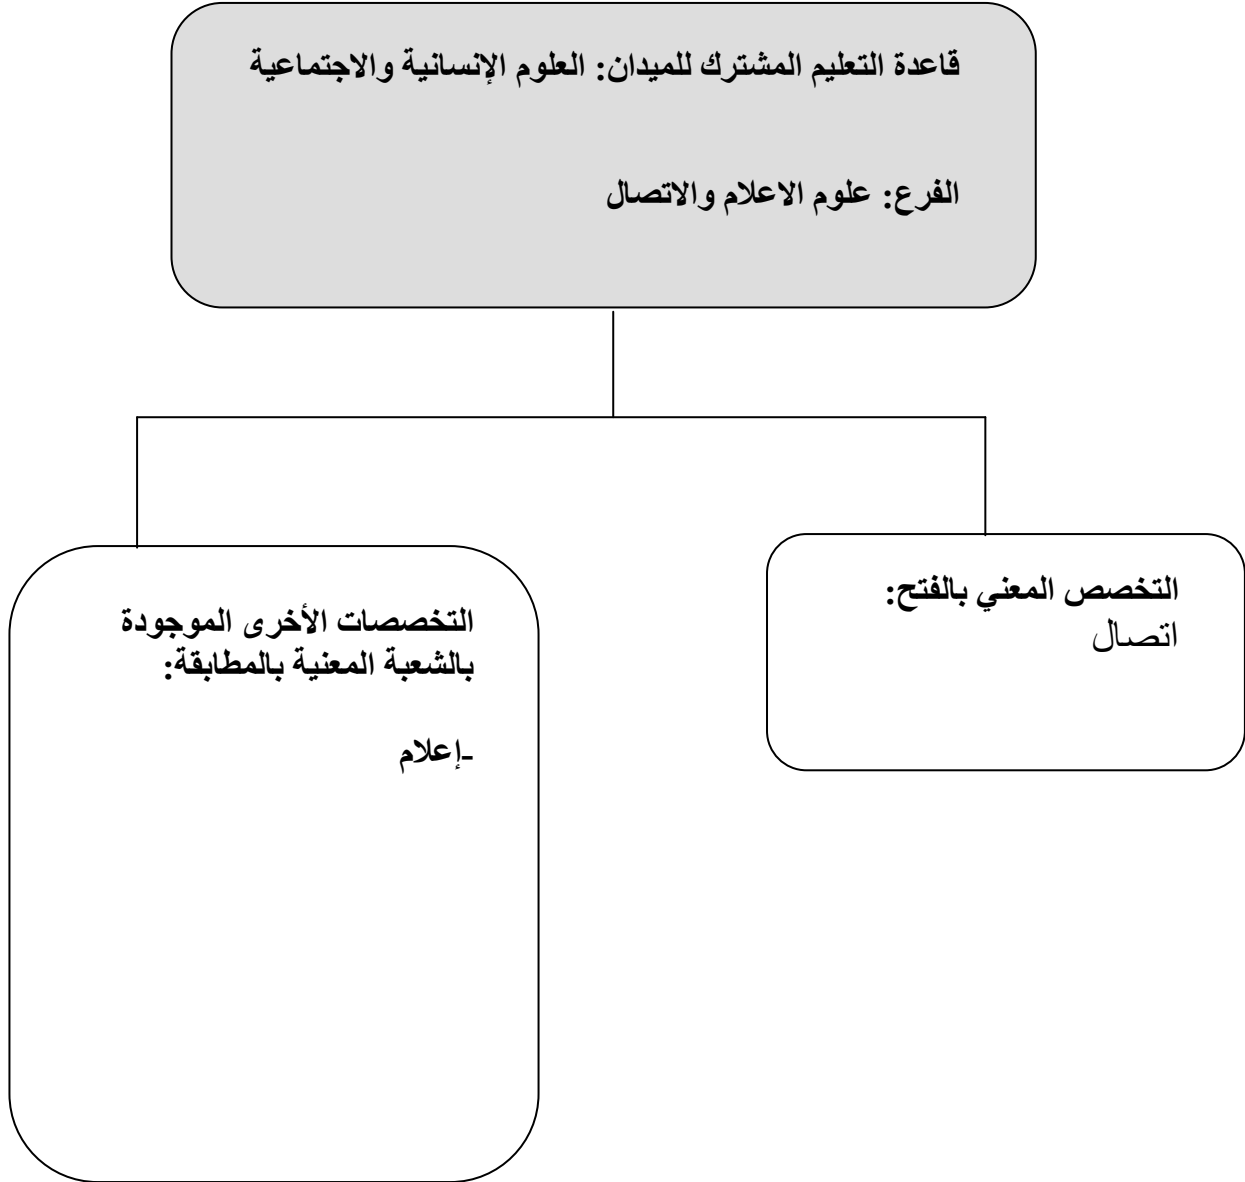 قاعدة التعليم المشترك للميدان: العلوم الإنسانية والاجتماعية
الفرع: علوم الاعلام والاتصال
التخصص المعني بالفتح:
اتصال
التخصصات الأخرى الموجودة
بالشعبة المعنية بالمطابقة:
-إعلام